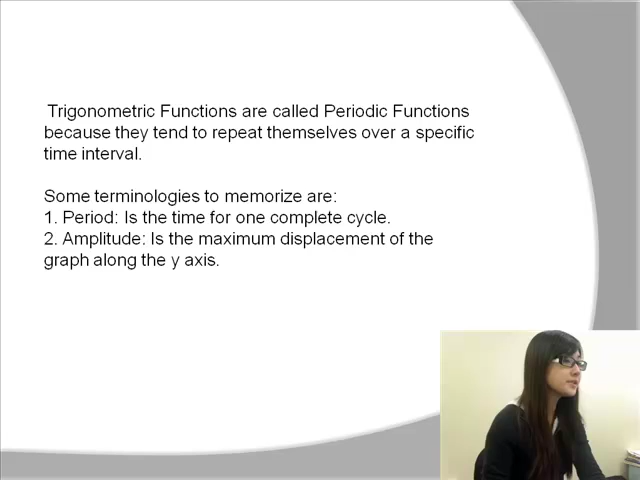 Trigonometric Functions are called Periodic Functions
because they tend to repeat themselves over a specific
time interval.
Some terminologies to memorize are:
1. Period: Is the time for one complete cycle.
2. Amplitude: Is the maximum displacement of the
graph along the y axis.